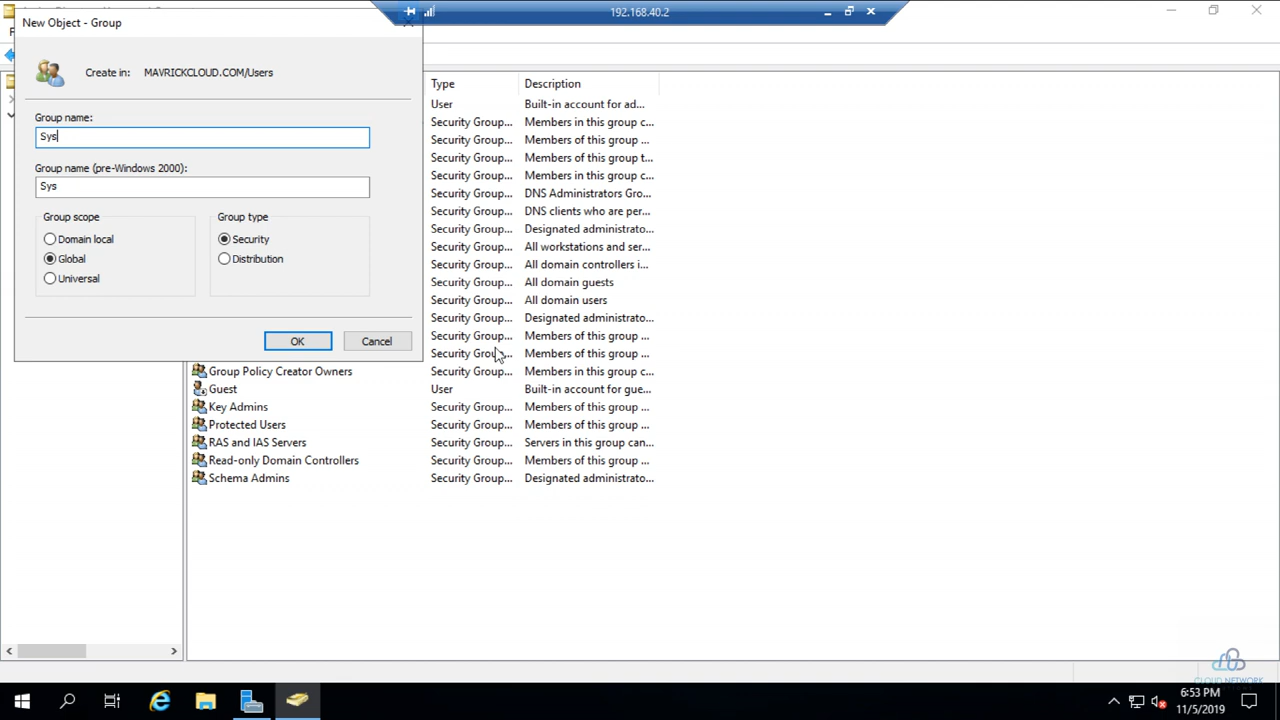 New Object - Group
192.168.40.2
Create in: MAVRICKCLOUD.COM/Users
Group name:
Sys
Group name (pre-Windows 2000):
Sys
Group scope
Domain local
Global
Universal
Group type
Security
Distribution
OK
Cancel
Type Description
User Built-in account for ad...
Security Group... Members in this group c...
Security Group... Members of this group ...
Security Group... Members of this group t...
Security Group... Members in this group c...
Security Group... DNS Administrators Gro...
Security Group... DNS clients who are per...
Security Group... Designated administrato...
Security Group... All workstations and ser...
Security Group... All domain controllers i...
Security Group... All domain guests
Security Group... All domain users
Security Group... Designated administrato...
Security Group... Members of this group ...
Security Group... Members of this group ...
Group Policy Creator Owners Security Group... Members in this group c...
Guest User Built-in account for gue...
Key Admins Security Group... Members of this group ...
Protected Users Security Group... Members of this group ...
RAS and IAS Servers Security Group... Servers in this group can...
Read-only Domain Controllers Security Group... Members of this group ...
Schema Admins Security Group... Designated administrato...
CLOUD NETWORK
6:53 PM
11/5/2019